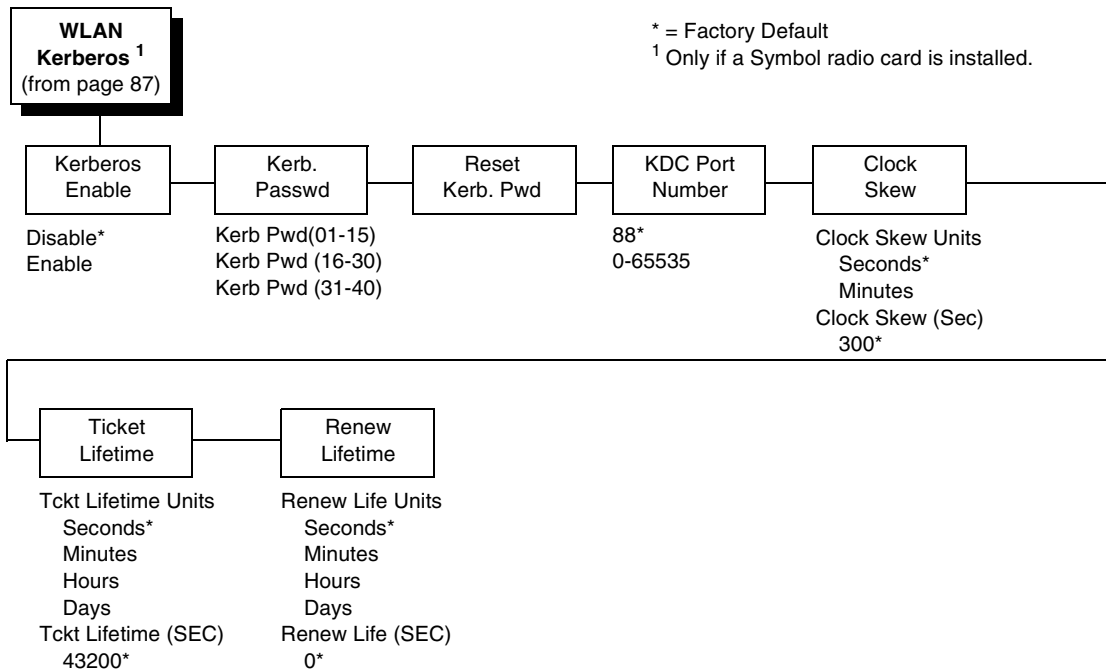 WLAN
Kerberos 1
(from page 87)
* = Factory Default
1 Only if a Symbol radio card is installed.
Kerberos
Enable
Disable*
Enable
Kerb.
Passwd
Kerb Pwd(01-15)
Kerb Pwd (16-30)
Kerb Pwd (31-40)
Reset
Kerb. Pwd
KDC Port
Number
88*
0-65535
Clock
Skew
Clock Skew Units
Seconds*
Minutes
Clock Skew (Sec)
300*
Ticket
Lifetime
Tckt Lifetime Units
Seconds*
Minutes
Hours
Days
Tckt Lifetime (SEC)
43200*
Renew
Lifetime
Renew Life Units
Seconds*
Minutes
Hours
Days
Renew Life (SEC)
0*